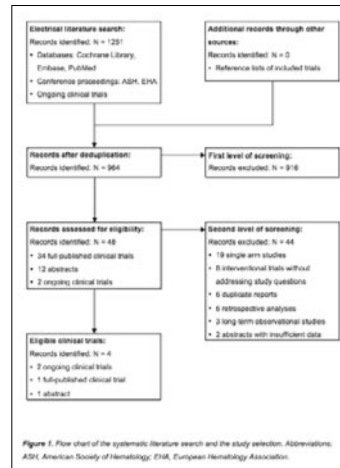 Electrical literature search:
Records identified: N = 1251
• Databases: Cochrane Library,
Embase, PubMed
• Conference proceedings: ASH, EHA
• Ongoing clinical trials
Additional records through other
sources:
Records identified: N = 0
• Reference lists of included trials
Records after deduplication:
Records identified: N = 964
First level of screening:
Records excluded: N = 916
Records assessed for eligibility:
Records identified: N = 48
• 34 full-published clinical trials
• 12 abstracts
• 2 ongoing clinical trials
Second level of screening:
Records excluded: N = 44
• 19 single arm studies
• 8 interventional trials without
addressing study questions
• 6 duplicate reports
• 6 retrospective analyses
• 3 long term observational studies
• 2 abstracts with insufficient data
Eligible clinical trials:
Records identified: N = 4
• 2 ongoing clinical trials
• 1 full-published clinical trial
• 1 abstract
Figure 1. Flow chart of the systematic literature search and the study selection. Abbreviations:
ASH, American Society of Hematology; EHA, European Hematology Association.